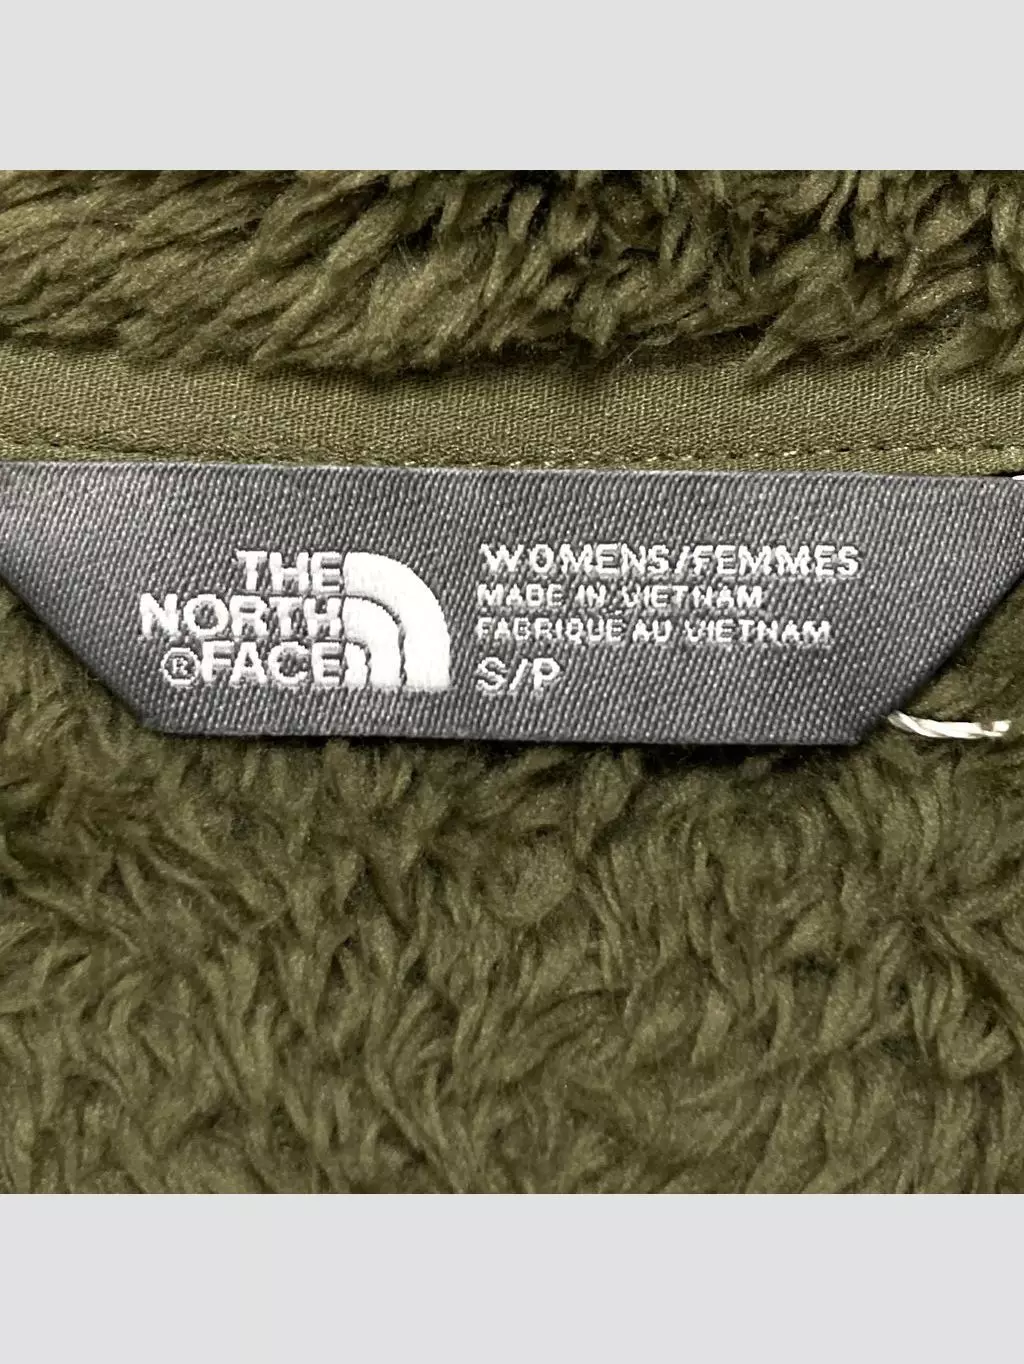 THE
NORTH
®FACE
WOMENS/FEMMES
MADE IN VIETNAM
FABRIQUE AU VIETNAM
S/P